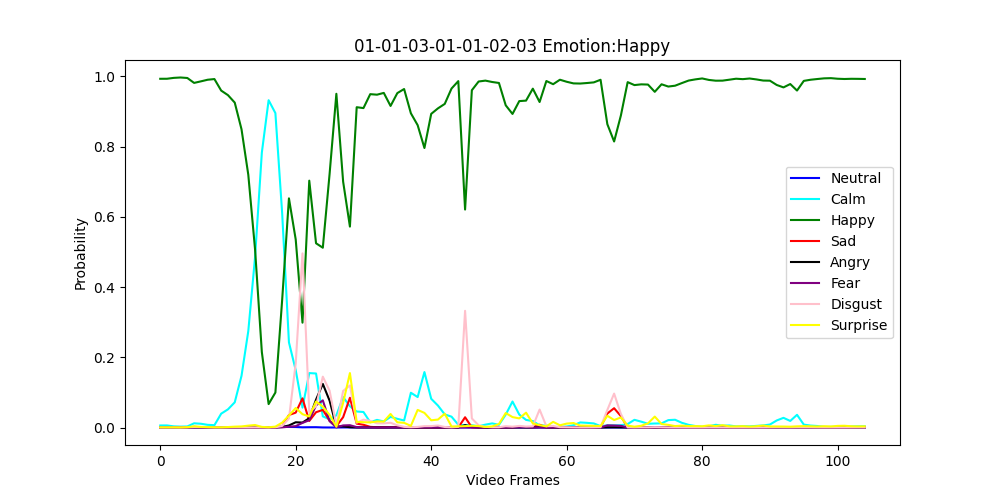 01-01-03-01-01-02-03 Emotion:Happy
1.0
0.8
0.6
0.4
0.2
0.0
Probability
0
20
40
60
80
100
Video Frames
Neutral
Calm
Happy
Sad
Angry
Fear
Disgust
Surprise